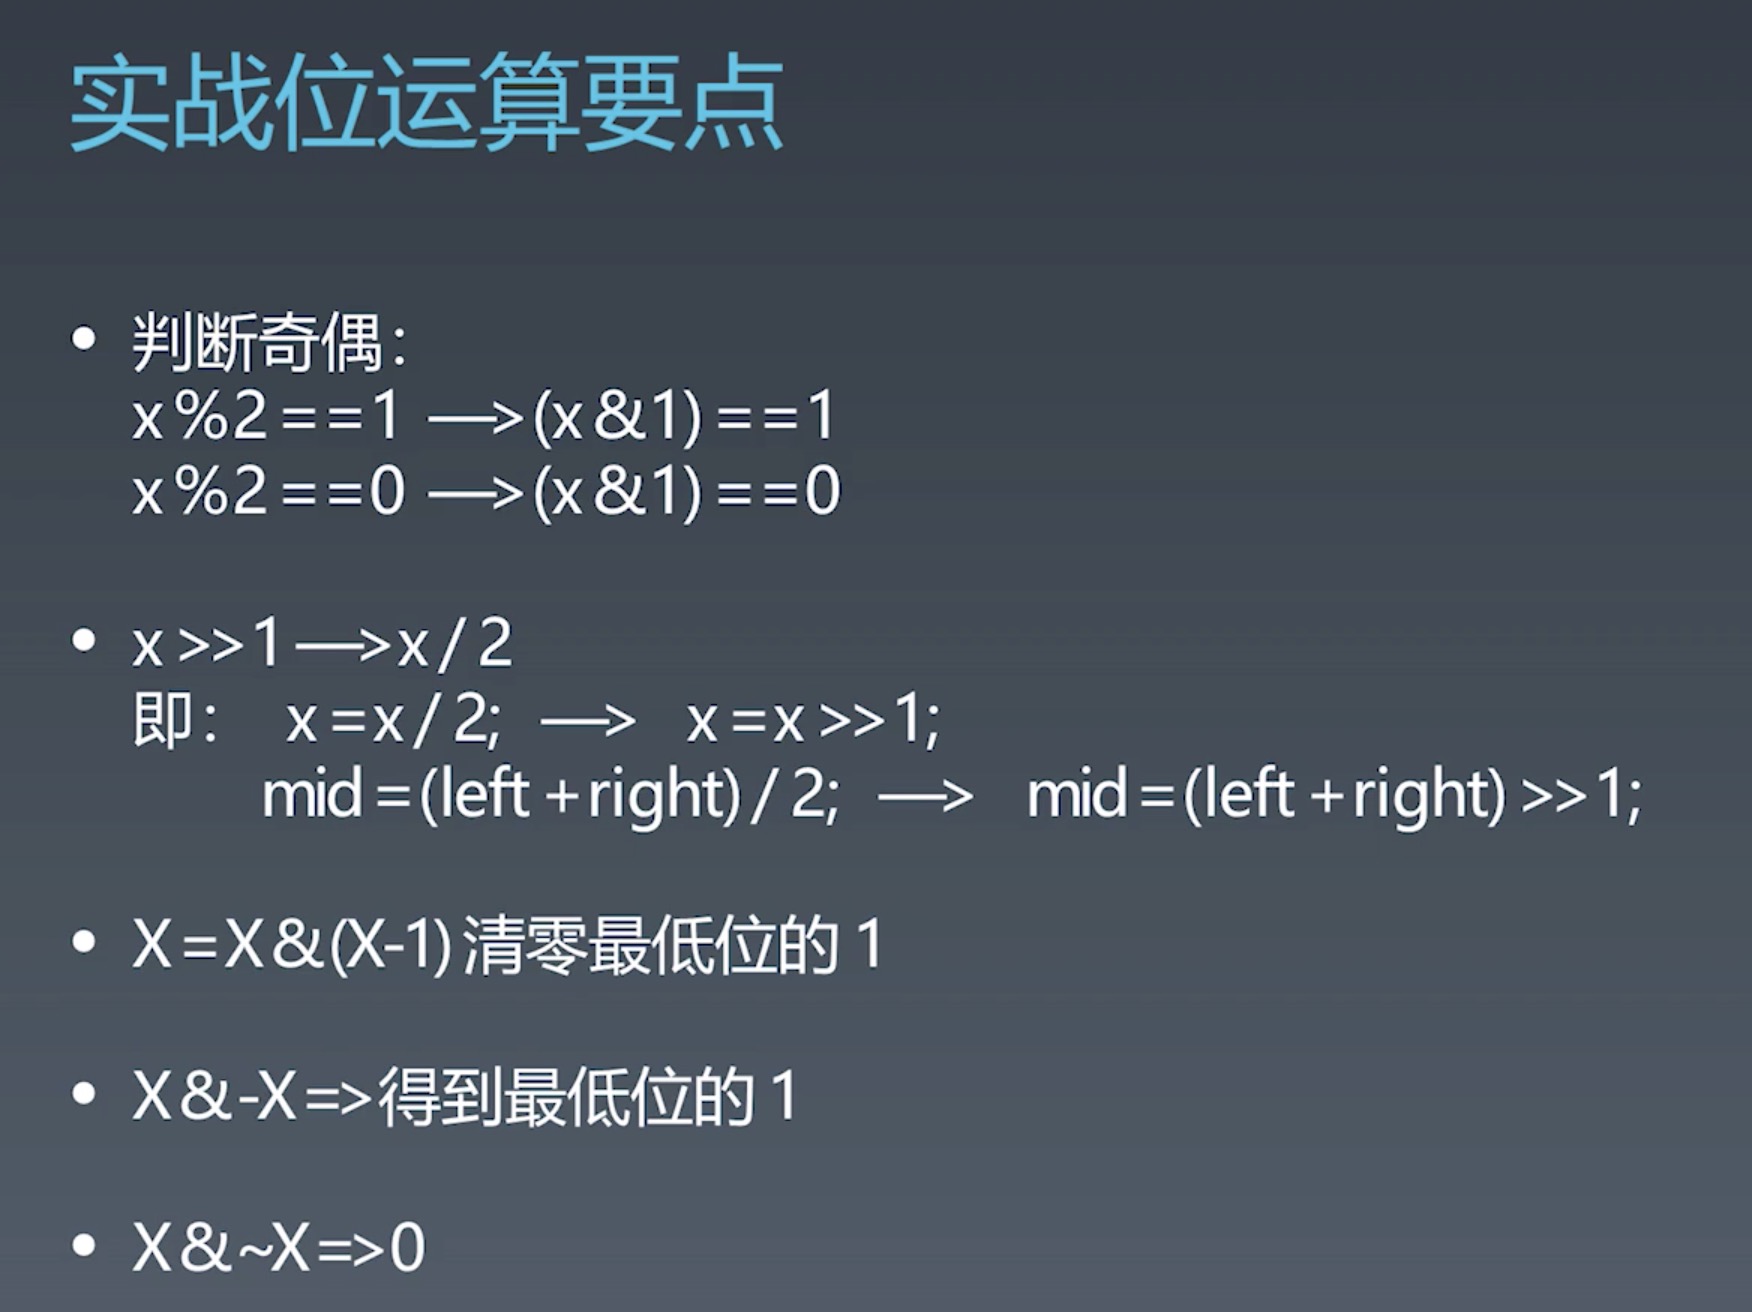 实战位运算要点
• 判断奇偶：
x%2==1 —>(x&1)==1
x%2==0 —>(x&1)==0
• x>>1—>x/2
即： x=x/2; —> x=x>>1;
mid=(left+right)/2; —> mid=(left+right)>>1;
• X=X&(X-1)清零最低位的1
• X&-X=>得到最低位的1
• X&~X=>0